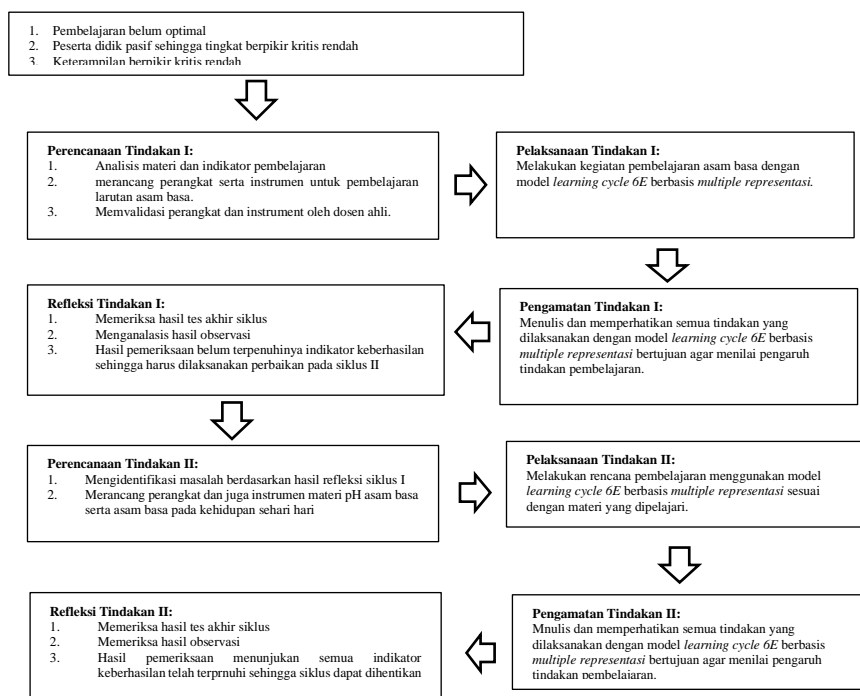 1. Pembelajaran belum optimal
2. Peserta didik pasif sehingga tingkat berpikir kritis rendah
3. Keterampilan berpikir kritis rendah
Perencanaan Tindakan I:
1. Analisis materi dan indikator pembelajaran
2. merancang perangkat serta instrumen untuk pembelajaran
larutan asam basa.
3. Memvalidasi perangkat dan instrument oleh dosen ahli.
Pelaksanaan Tindakan I:
Melakukan kegiatan pembelajaran asam basa dengan
model learning cycle 6E berbasis multiple representasi.
Pengamatan Tindakan I:
Menulis dan memperhatikan semua tindakan yang
dilaksanakan dengan model learning cycle 6E berbasis
multiple representasi bertujuan agar menilai pengaruh
tindakan pembelajaran.
Refleksi Tindakan I:
1. Memeriksa hasil tes akhir siklus
2. Menganalasis hasil observasi
3. Hasil pemeriksaan belum terpenuhinya indikator keberhasilan
sehingga harus dilaksanakan perbaikan pada siklus II
Perencanaan Tindakan II:
1. Mengidentifikasi masalah berdasarkan hasil refleksi siklus I
2. Merancang perangkat dan juga instrumen materi pH asam basa
serta asam basa pada kehidupan sehari hari
Pelaksanaan Tindakan II:
Melakukan rencana pembelajaran menggunakan model
learning cycle 6E berbasis multiple representasi sesuai
dengan materi yang dipelajari.
Pengamatan Tindakan II:
Mnulis dan memperhatikan semua tindakan yang
dilaksanakan dengan model learning cycle 6E berbasis
multiple representasi bertujuan agar menilai pengaruh
tindakan pembelajaran.
Refleksi Tindakan II:
1. Memeriksa hasil tes akhir siklus
2. Memeriksa hasil observasi
3. Hasil pemeriksaan menunjukan semua indikator
keberhasilan telah terprnuhi sehingga siklus dapat dihentikan